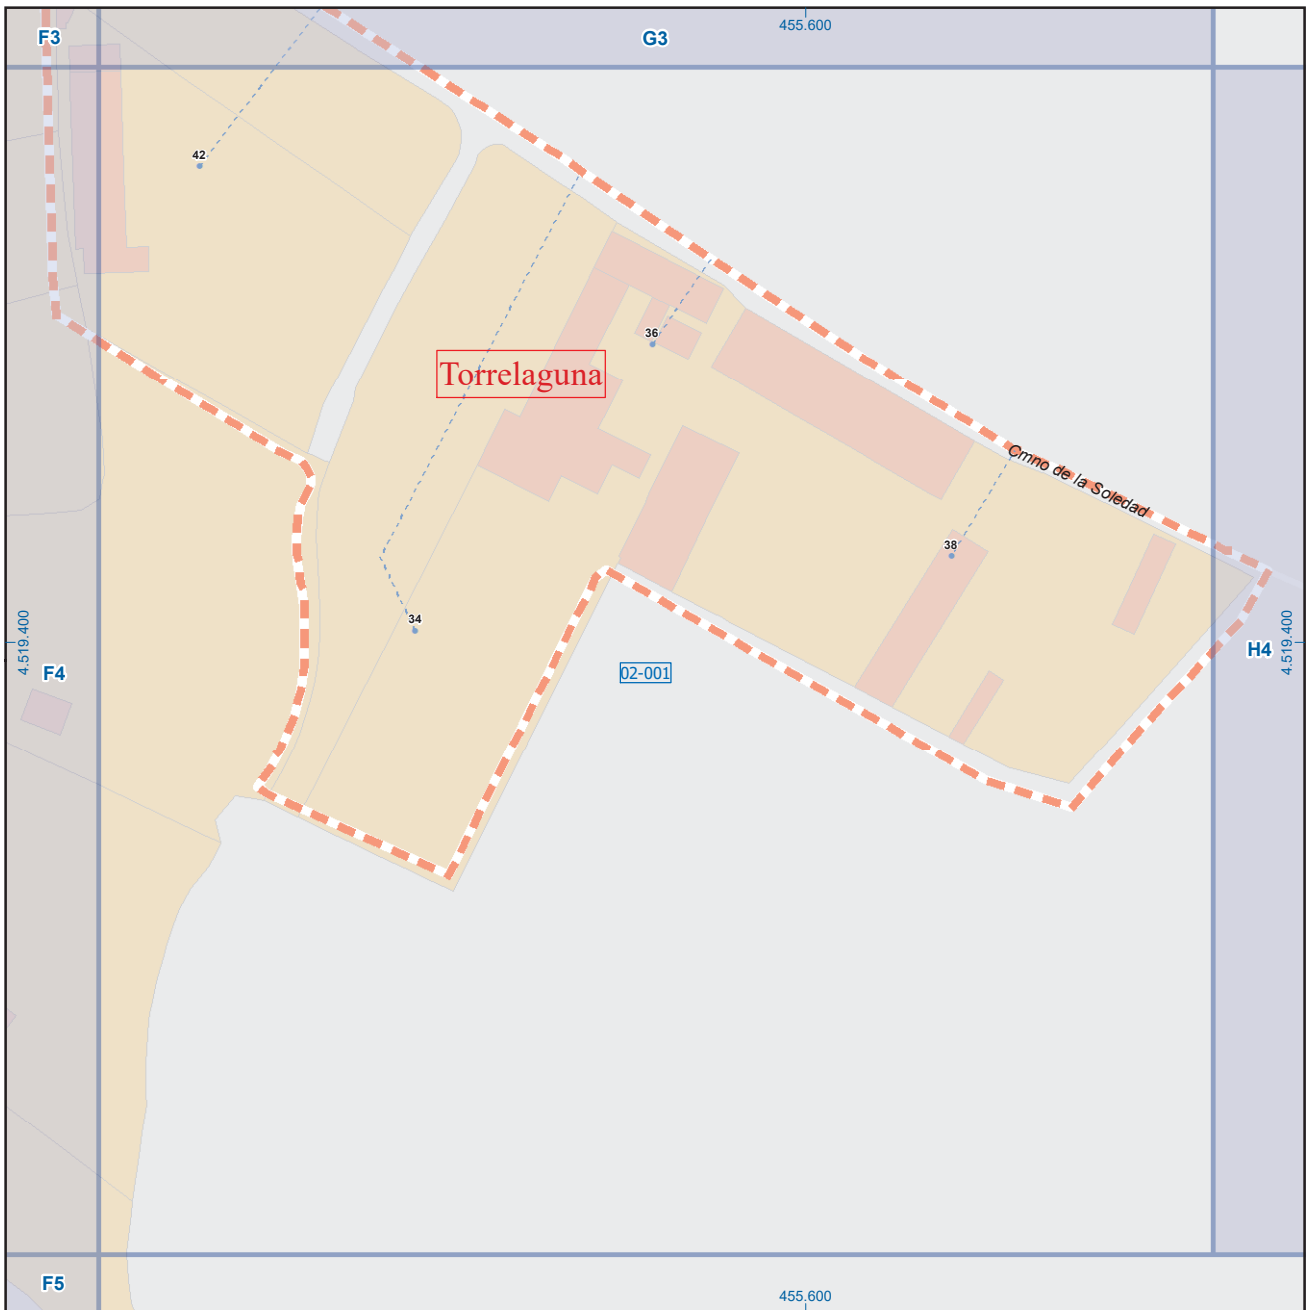 455.600
F3
G3
42
36
Torrelaguna
Cmno de la Soledad
38
34
4.519.400
4.519.400
H4
F4
02-001
F5
455.600